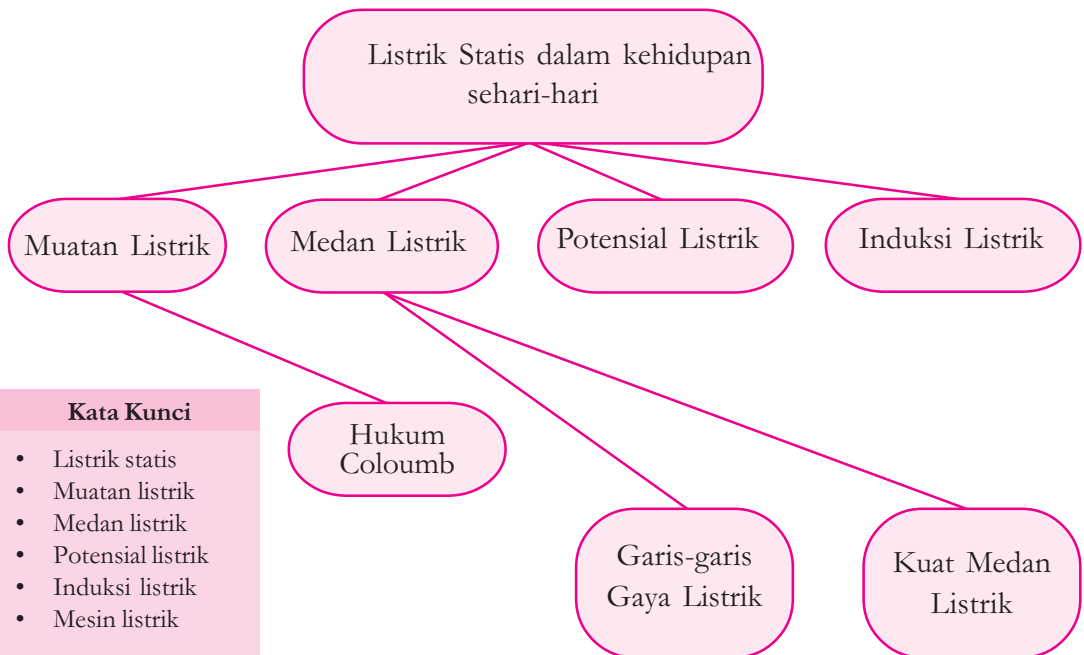 Listrik Statis dalam kehidupan
sehari-hari
Muatan Listrik
Medan Listrik
Potensial Listrik
Induksi Listrik
Hukum
Coloumb
Garis-garis
Gaya Listrik
Kuat Medan
Listrik
Kata Kunci
• Listrik statis
• Muatan listrik
• Medan listrik
• Potensial listrik
• Induksi listrik
• Mesin listrik